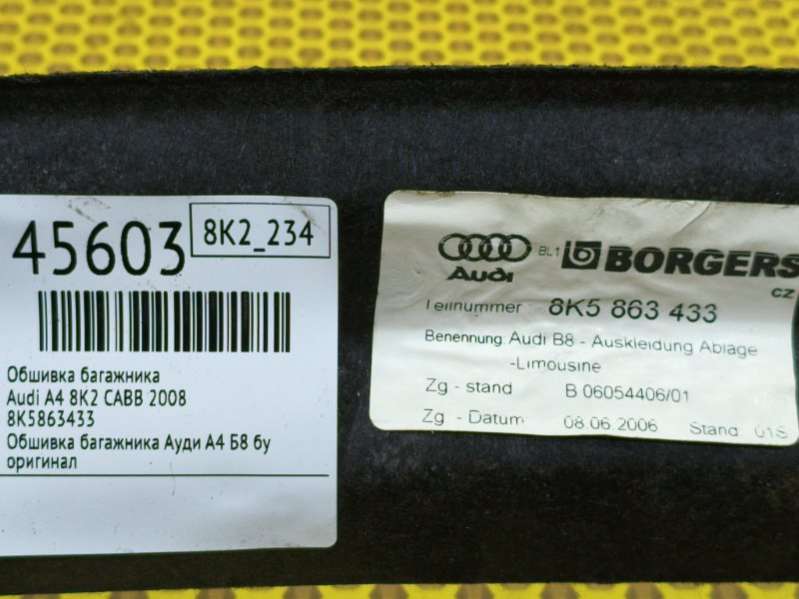 45603
8K2_234
Обшивка багажника
Audi A4 8K2 CABB 2008
8K5863433
Обшивка багажника Ауди А4 Б8 бу
оригинал
Audi
BL1 BORGERS
CZ
Teilnummer 8K5 863 433
Benennung: Audi B8 - Auskleidung Ablage
-Limousine
Zg - stand B 06054406/01
Zg - Datum 08.06.2006 Stand: 01S